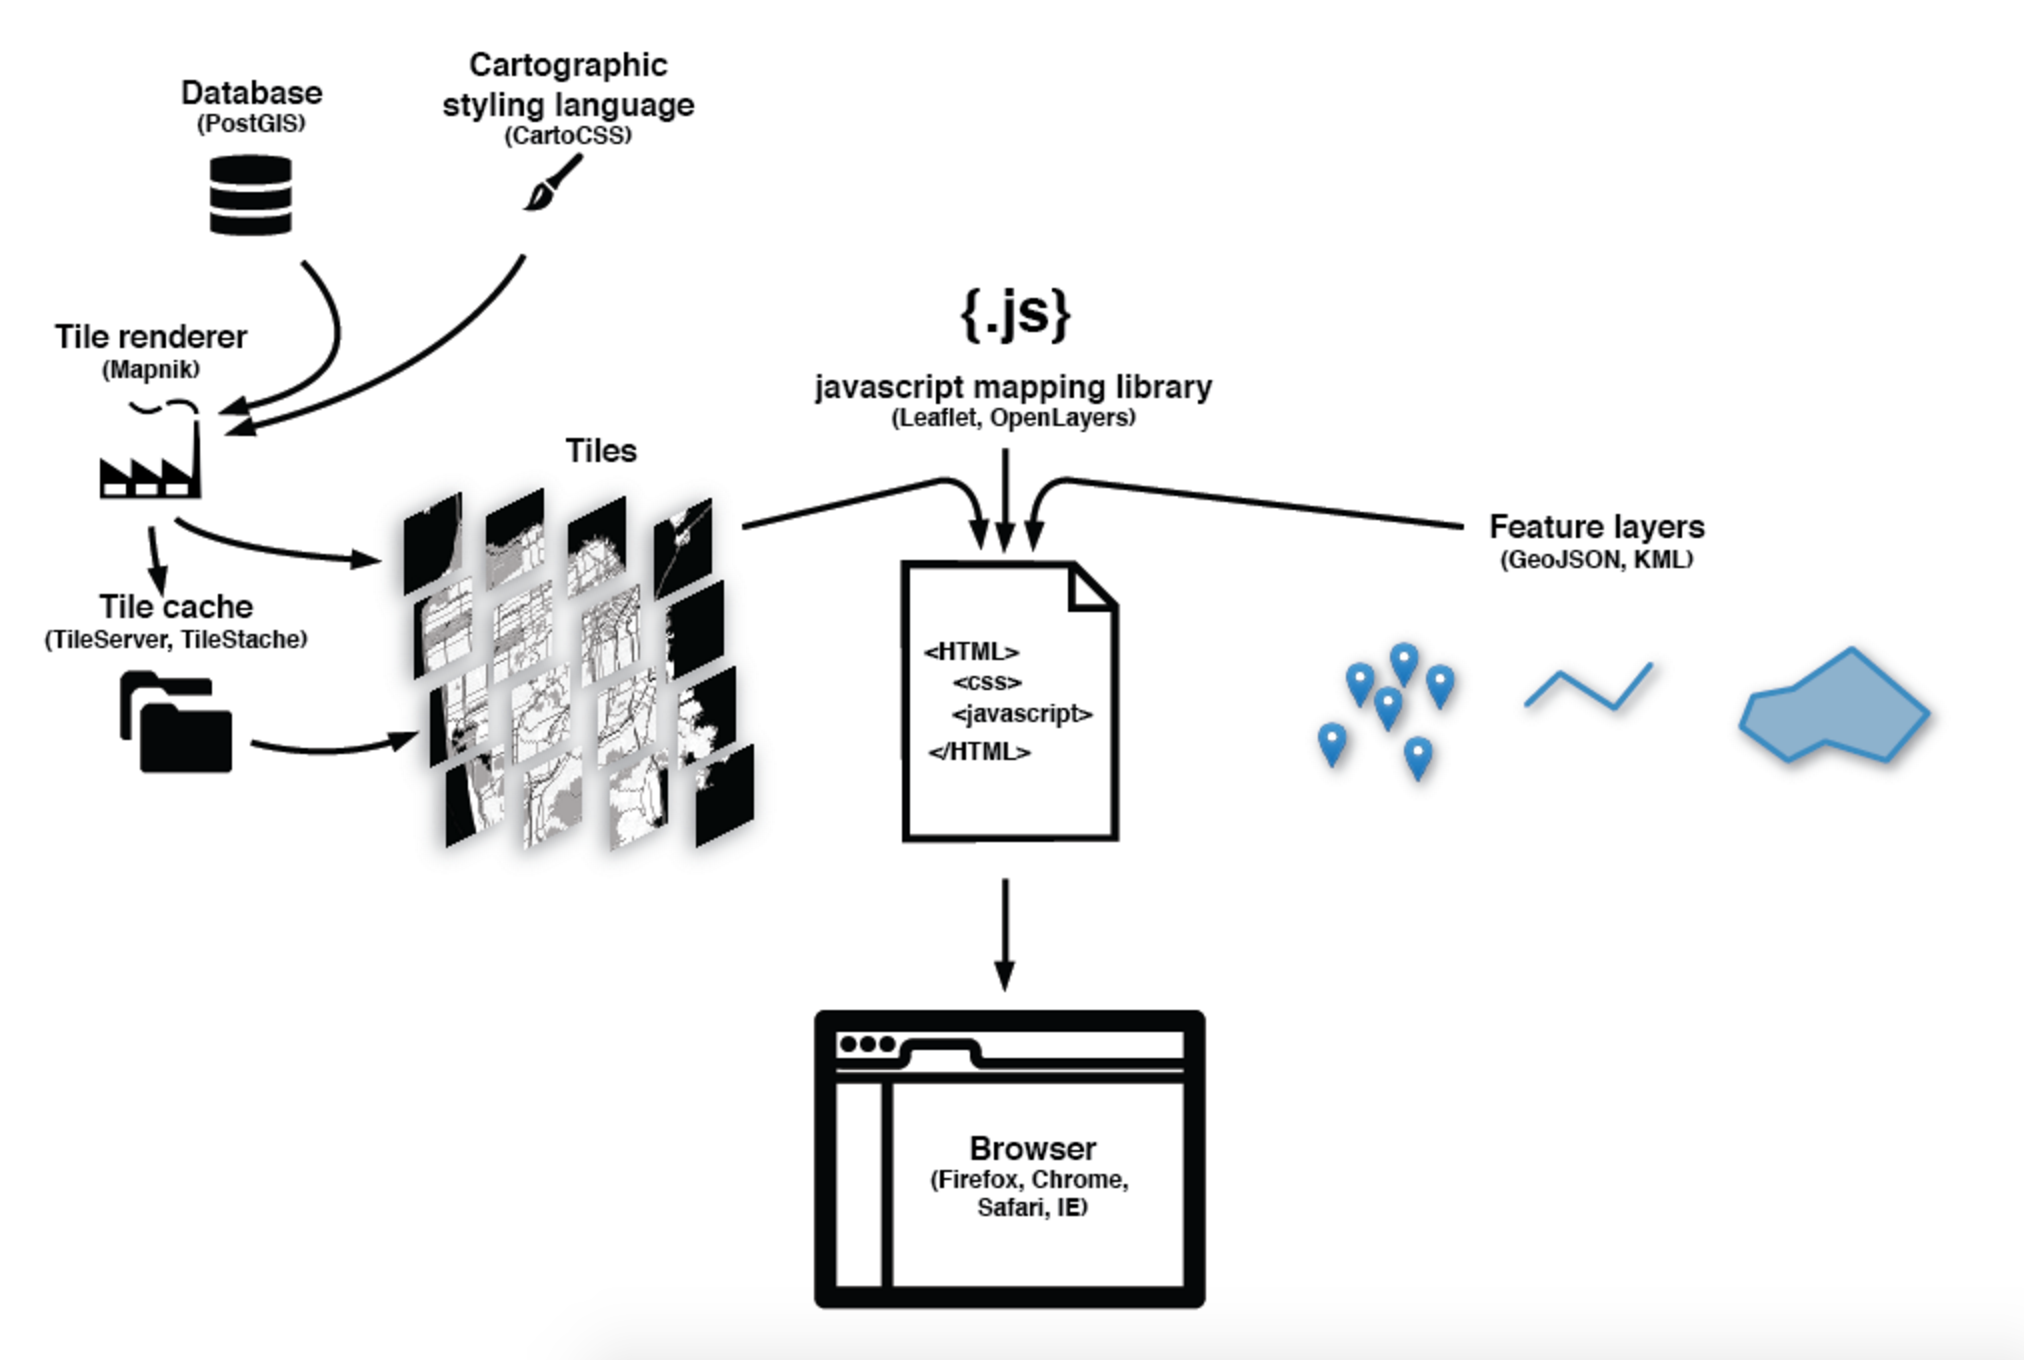 Database
(PostGIS)
Cartographic
styling language
(CartoCSS)
Tile renderer
(Mapnik)
Tile cache
(TileServer, TileStache)
Tiles
{.js}
javascript mapping library
(Leaflet, OpenLayers)
Feature layers
(GeoJSON, KML)
<HTML>
<css>
<javascript>
</HTML>
Browser
(Firefox, Chrome,
Safari, IE)